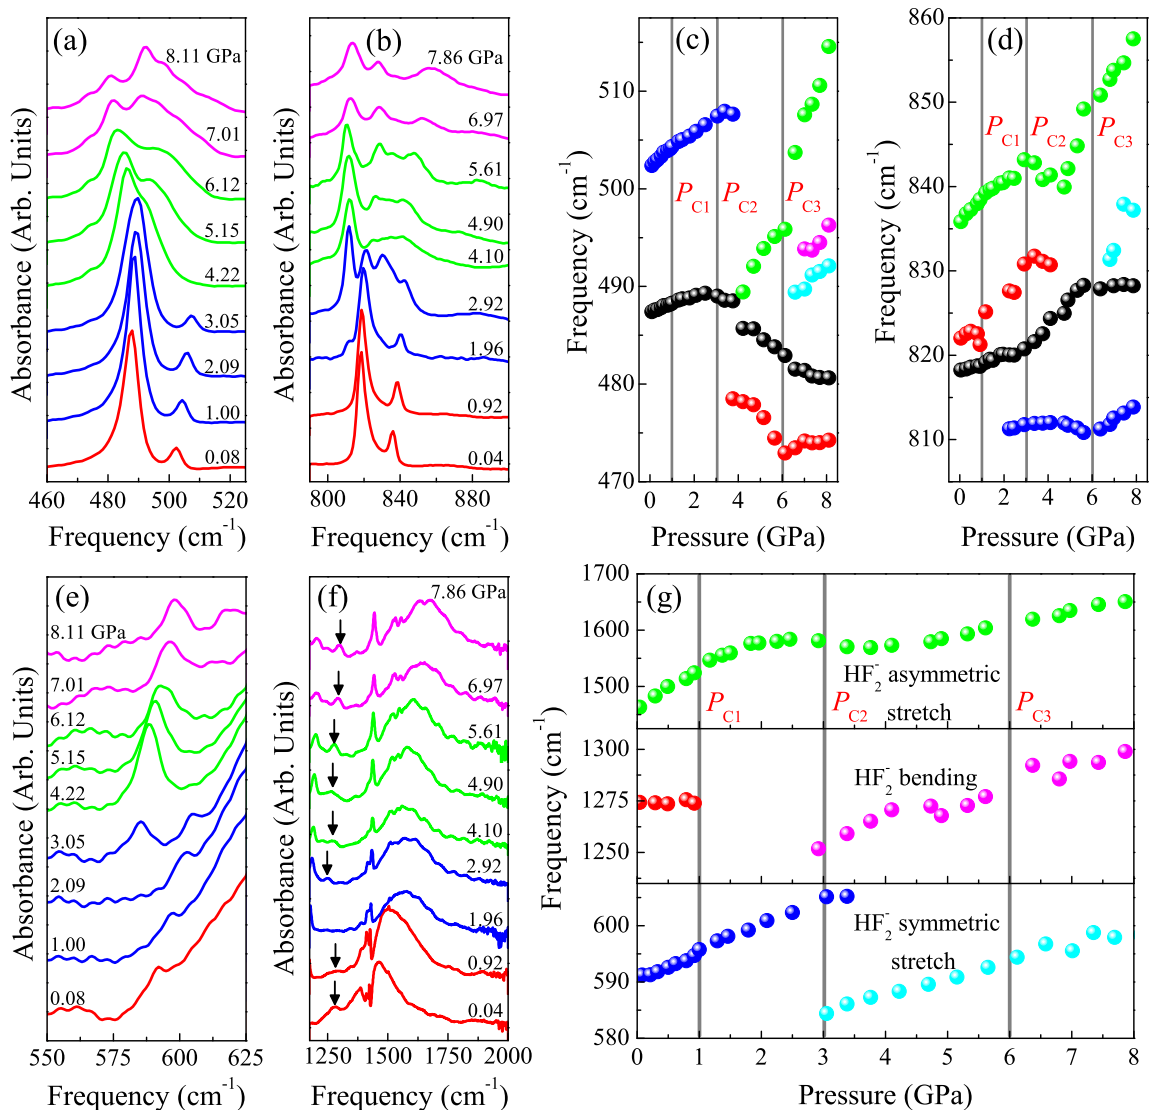 (a)
8.11 GPa
7.01
6.12
5.15
4.22
3.05
2.09
1.00
0.08
460 480 500 520
Frequency (cm-1)
Absorbance (Arb. Units)
(b)
7.86 GPa
6.97
5.61
4.90
4.10
2.92
1.96
0.92
0.04
800 840 880
Frequency (cm-1)
Absorbance (Arb. Units)
(c)
510
500
490
480
470
PC1 PC2 PC3
0 2 4 6 8
Pressure (GPa)
Frequency (cm-1)
(d)
860
850
840
830
820
810
PC1 PC2 PC3
0 2 4 6 8
Pressure (GPa)
Frequency (cm-1)
(e)
8.11 GPa
7.01
6.12
5.15
4.22
3.05
2.09
1.00
0.08
550 575 600 625
Frequency (cm-1)
Absorbance (Arb. Units)
(f)
7.86 GPa
6.97
5.61
4.90
4.10
2.92
1.96
0.92
0.04
1250 1500 1750 2000
Frequency (cm-1)
Absorbance (Arb. Units)
(g)
1700
1600
1500
HF2- asymmetric
stretch
PC1 PC2 PC3
1300
1275
1250
HF2- bending
600
590
580
HF2- symmetric
stretch
0 1 2 3 4 5 6 7 8
Pressure (GPa)
Frequency (cm-1)